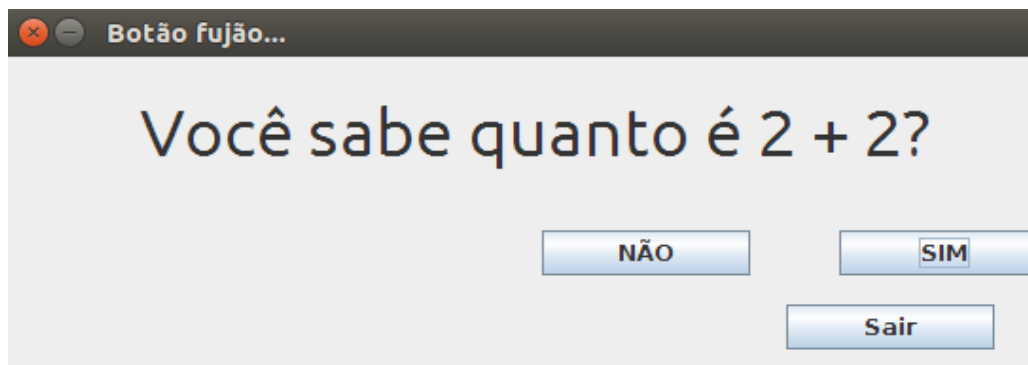 Botão fujão...
Você sabe quanto é 2 + 2?
NÃO SIM
Sair